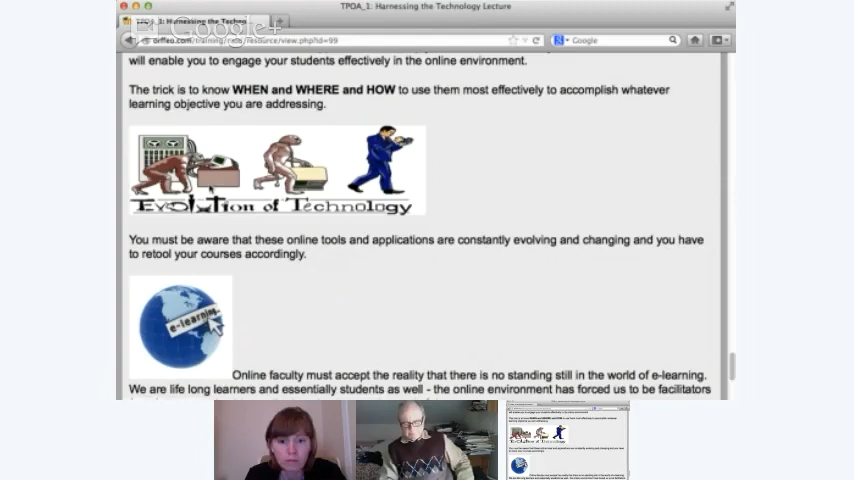 TPOA_1: Harnessing the Technology Lecture
TPOA_1: Harnessing the Techno
Google+
Google
will enable you to engage your students effectively in the online environment.
The trick is to know WHEN and WHERE and HOW to use them most effectively to accomplish whatever
learning objective you are addressing.
Evolution of Technology
You must be aware that these online tools and applications are constantly evolving and changing and you have
to retool your courses accordingly.
e-learning
Online faculty must accept the reality that there is no standing still in the world of e-learning.
We are life long learners and essentially students as well - the online environment has forced us to be facilitators